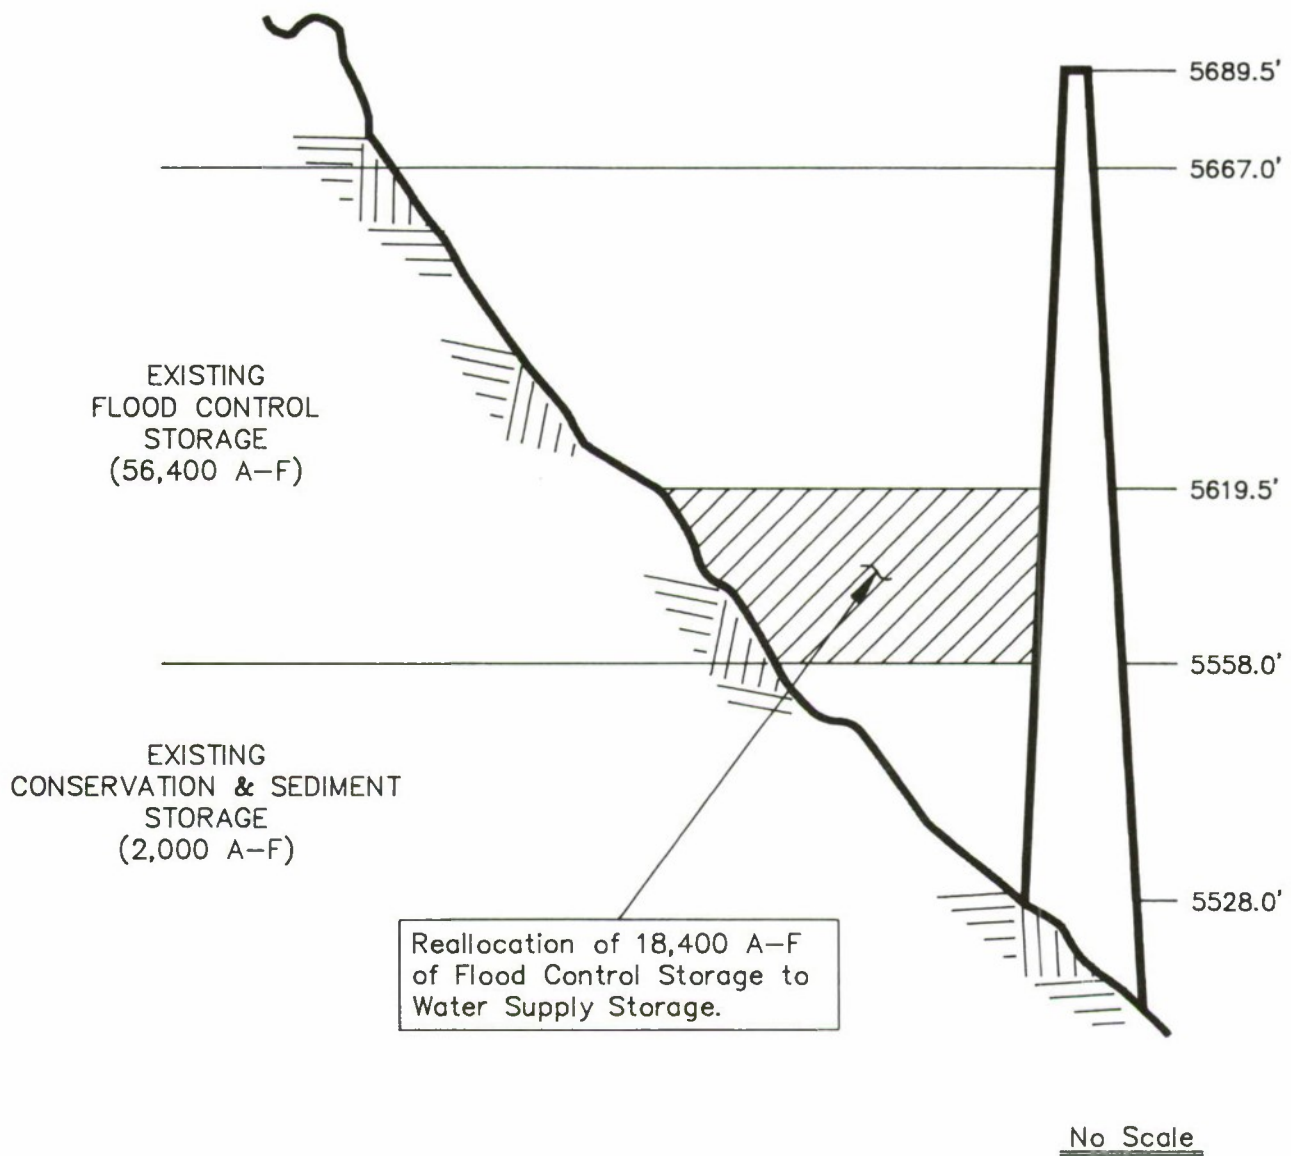 5689.5'
5667.0'
EXISTING
FLOOD CONTROL
STORAGE
(56,400 A-F)
5619.5'
5558.0'
EXISTING
CONSERVATION & SEDIMENT
STORAGE
(2,000 A-F)
5528.0'
Reallocation of 18,400 A-F
of Flood Control Storage to
Water Supply Storage.
No Scale